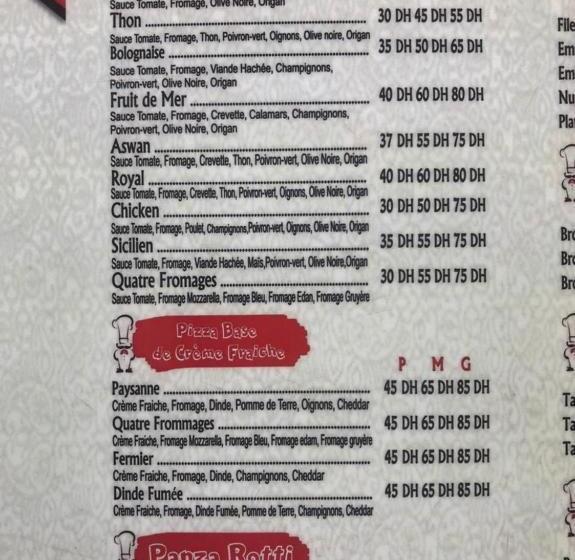 Sauce Tomate, Fromage, Olive Noire, Origan
Thon 30 DH 45 DH 55 DH
Sauce Tomate, Fromage, Thon, Poivron-vert, Oignons, Olive noire, Origan
Bolognaise 35 DH 50 DH 65 DH
Sauce Tomate, Fromage, Viande Hachée, Champignons,
Poivron-vert, Olive Noire, Origan
Fruit de Mer 40 DH 60 DH 80 DH
Sauce Tomate, Fromage, Crevette, Calamars, Champignons,
Poivron-vert, Olive Noire, Origan
Aswan 37 DH 55 DH 75 DH
Sauce Tomate, Fromage, Crevette, Thon, Poivron-vert, Olive Noire, Origan
Royal 40 DH 60 DH 80 DH
Sauce Tomate, Fromage, Crevette, Thon, Poivron-vert, Oignons, Olive Noire, Origan
Chicken 30 DH 50 DH 75 DH
Sauce Tomate, Fromage, Poulet, Champignons,Poivron-vert, Oignons, Olive Noire, Origan
Sicilien 35 DH 55 DH 75 DH
Sauce Tomate, Fromage, Viande Hachée, Maïs,Poivron-vert, Olive Noire,Origan
Quatre Fromages 30 DH 55 DH 75 DH
Sauce Tomate, Fromage Mozzarella, Fromage Bleu, Fromage Edan, Fromage Gruyère
Pizza Base
de Crème Fraiche
P M G
Paysanne 45 DH 65 DH 85 DH
Crème Fraiche, Fromage, Dinde, Pomme de Terre, Oignons, Cheddar
Quatre Frommages 45 DH 65 DH 85 DH
Crème Fraiche, Fromage Mozzarella, Fromage Bleu, Fromage edam, Fromage gruyère
Fermier 45 DH 65 DH 85 DH
Crème Fraiche, Fromage, Dinde, Champignons, Cheddar
Dinde Fumée 45 DH 65 DH 85 DH
Crème Fraiche, Fromage, Dinde Fumée, Pomme de Terre, Champignons, Cheddar
Panza Rotti